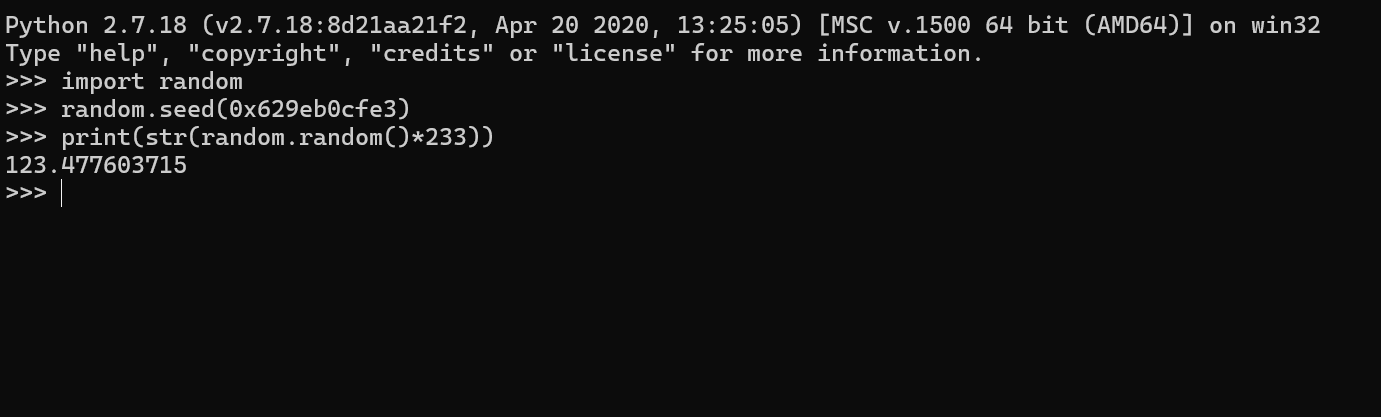 Python 2.7.18 (v2.7.18:8d21aa21f2, Apr 20 2020, 13:25:05) [MSC v.1500 64 bit (AMD64)] on win32
Type "help", "copyright", "credits" or "license" for more information.
>>> import random
>>> random.seed(0x629eb0cfe3)
>>> print(str(random.random()*233))
123.477603715
>>>